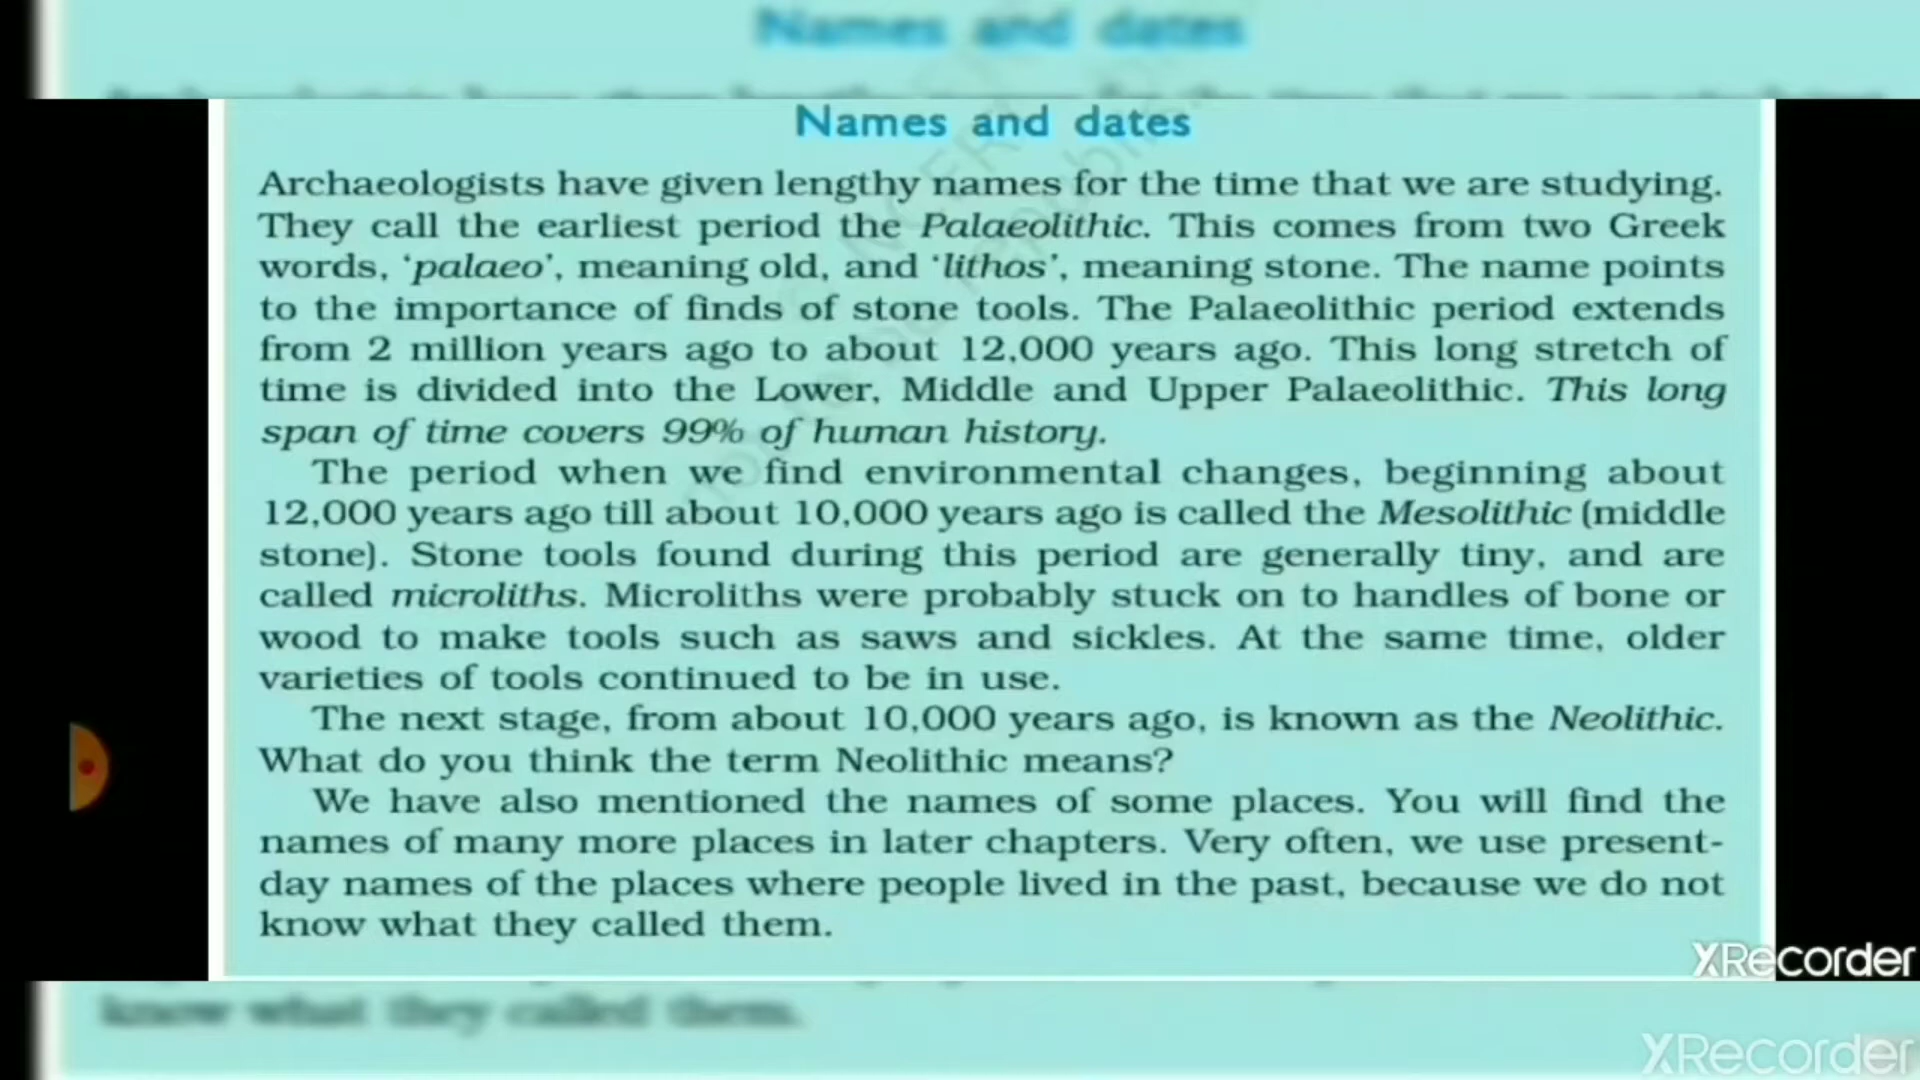 Names and dates
Names and dates
Archaeologists have given lengthy names for the time that we are studying.
They call the earliest period the Palaeolithic. This comes from two Greek
words, ‘palaeo’, meaning old, and ‘lithos’, meaning stone. The name points
to the importance of finds of stone tools. The Palaeolithic period extends
from 2 million years ago to about 12,000 years ago. This long stretch of
time is divided into the Lower, Middle and Upper Palaeolithic. This long
span of time covers 99% of human history.
The period when we find environmental changes, beginning about
12,000 years ago till about 10,000 years ago is called the Mesolithic (middle
stone). Stone tools found during this period are generally tiny, and are
called microliths. Microliths were probably stuck on to handles of bone or
wood to make tools such as saws and sickles. At the same time, older
varieties of tools continued to be in use.
The next stage, from about 10,000 years ago, is known as the Neolithic.
What do you think the term Neolithic means?
We have also mentioned the names of some places. You will find the
names of many more places in later chapters. Very often, we use present-
day names of the places where people lived in the past, because we do not
know what they called them.
XRecorder
know what they called them.
XRecorder